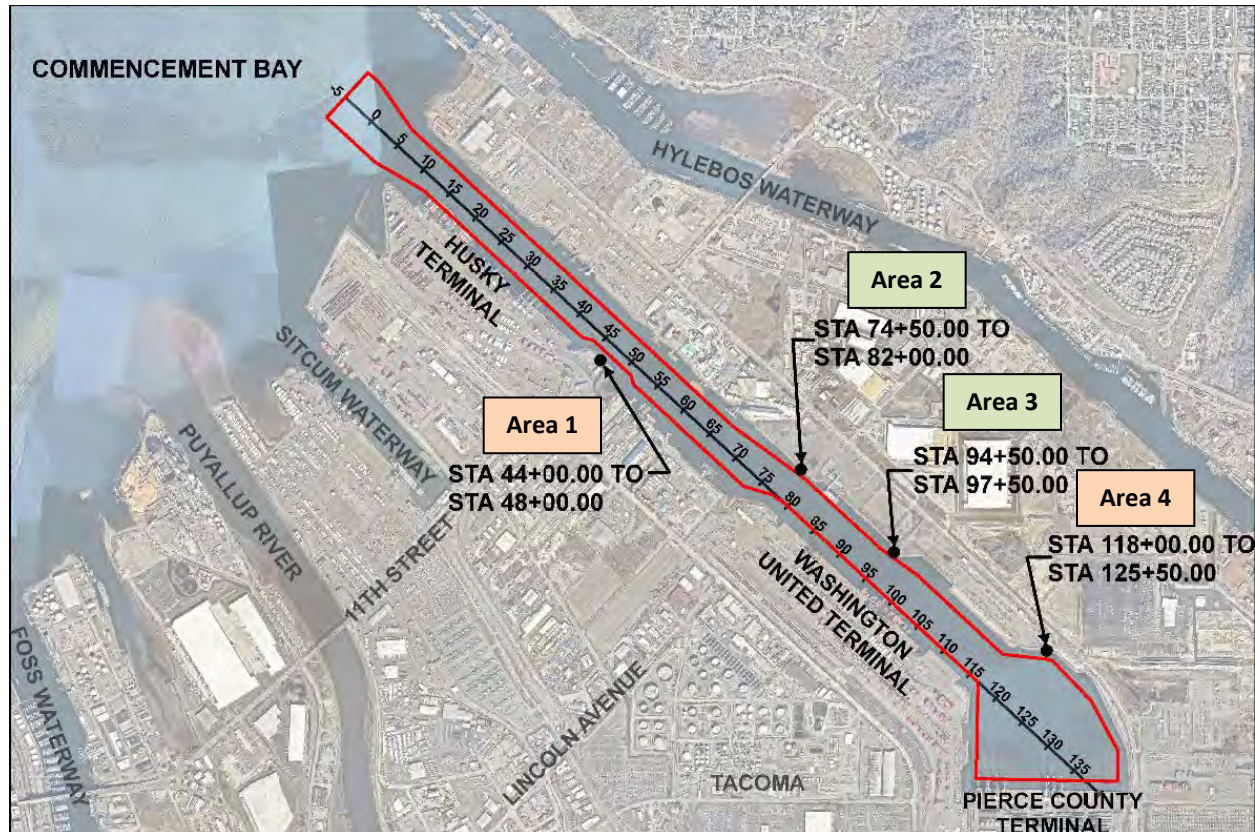 COMMENCEMENT BAY
-5
0
5
10
15
20
25
30
35
40
45
50
55
60
65
70
75
80
85
90
95
100
105
110
115
120
125
130
135
HYLEBOS WATERWAY
HUSKY
TERMINAL
SITCUM WATERWAY
PUYALLUP RIVER
FOSS WATERWAY
11TH STREET
LINCOLN AVENUE
Area 1
STA 44+00.00 TO
STA 48+00.00
Area 2
STA 74+50.00 TO
STA 82+00.00
Area 3
STA 94+50.00 TO
STA 97+50.00
Area 4
STA 118+00.00 TO
STA 125+50.00
WASHINGTON
UNITED TERMINAL
TACOMA
PIERCE COUNTY
TERMINAL